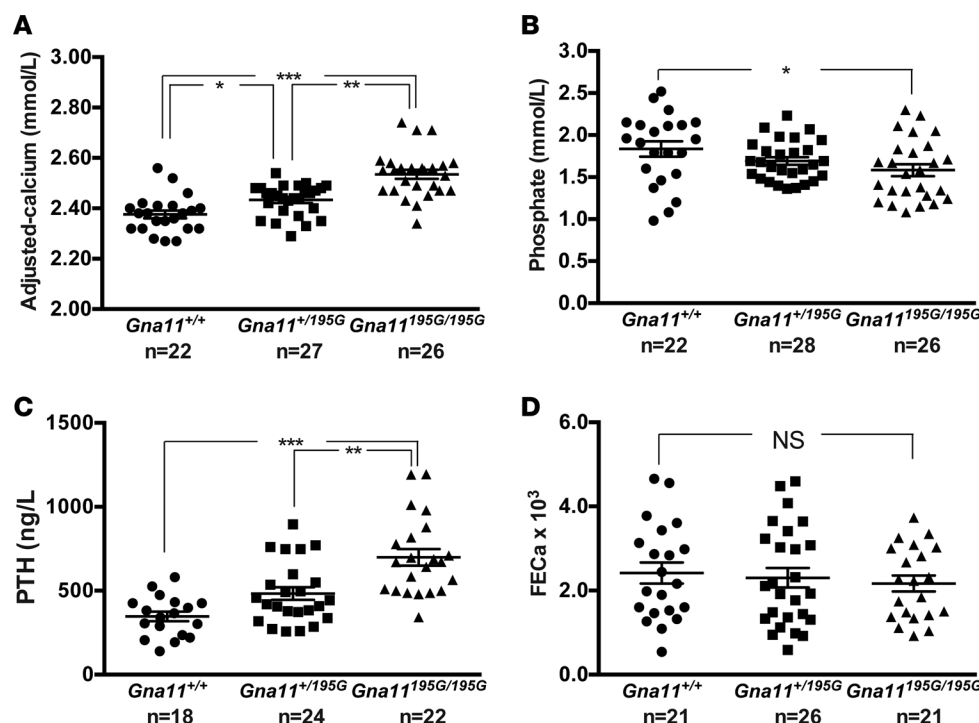 A
Adjusted-calcium (mmol/L)
3.00
2.80
2.60
2.40
2.20
2.00
***
*
**
Gna11+/+
Gna11+/195G
Gna11195G/195G
n=22
n=27
n=26
B
Phosphate (mmol/L)
3.0
2.5
2.0
1.5
1.0
0.5
0.0
*
Gna11+/+
Gna11+/195G
Gna11195G/195G
n=22
n=28
n=26
C
PTH (ng/L
1500
1000
500
0
***
**
Gna11+/+
Gna11+/195G
Gna11195G/195G
n=18
n=24
n=22
D
FECa x 10³
6.0
4.0
2.0
0.0
NS
Gna11+/+
Gna11+/195G
Gna11195G/195G
n=21
n=26
n=21